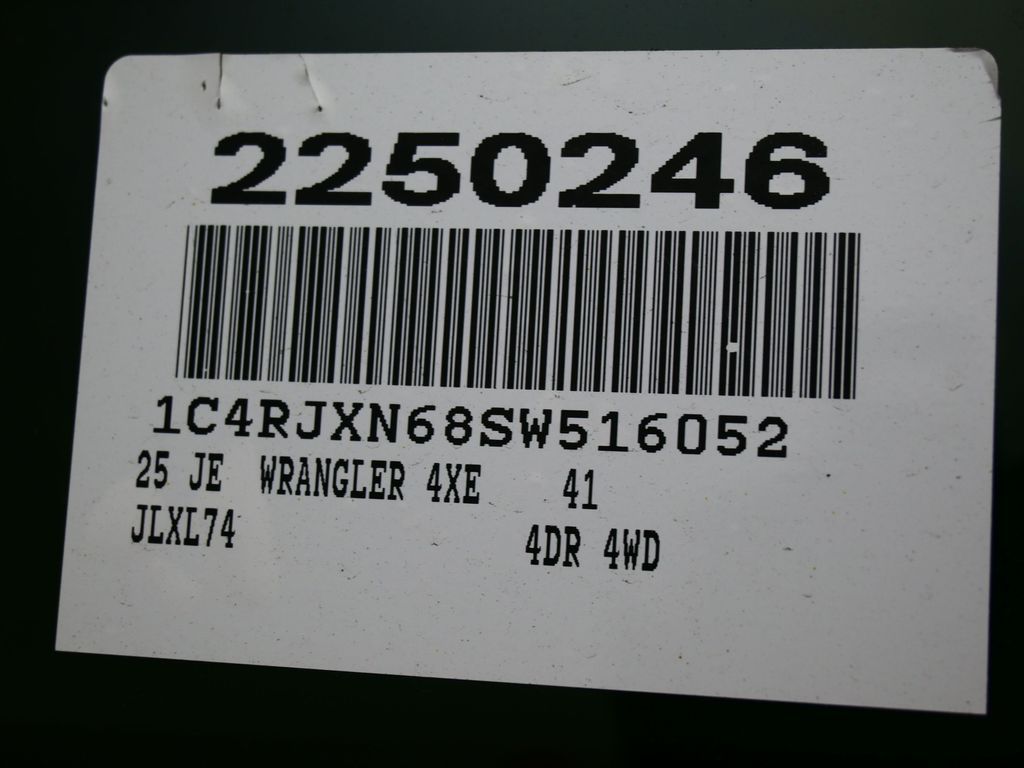 2250246
1C4RJXN68SW516052
25 JE WRANGLER 4XE 41
JLXL74 4DR 4WD